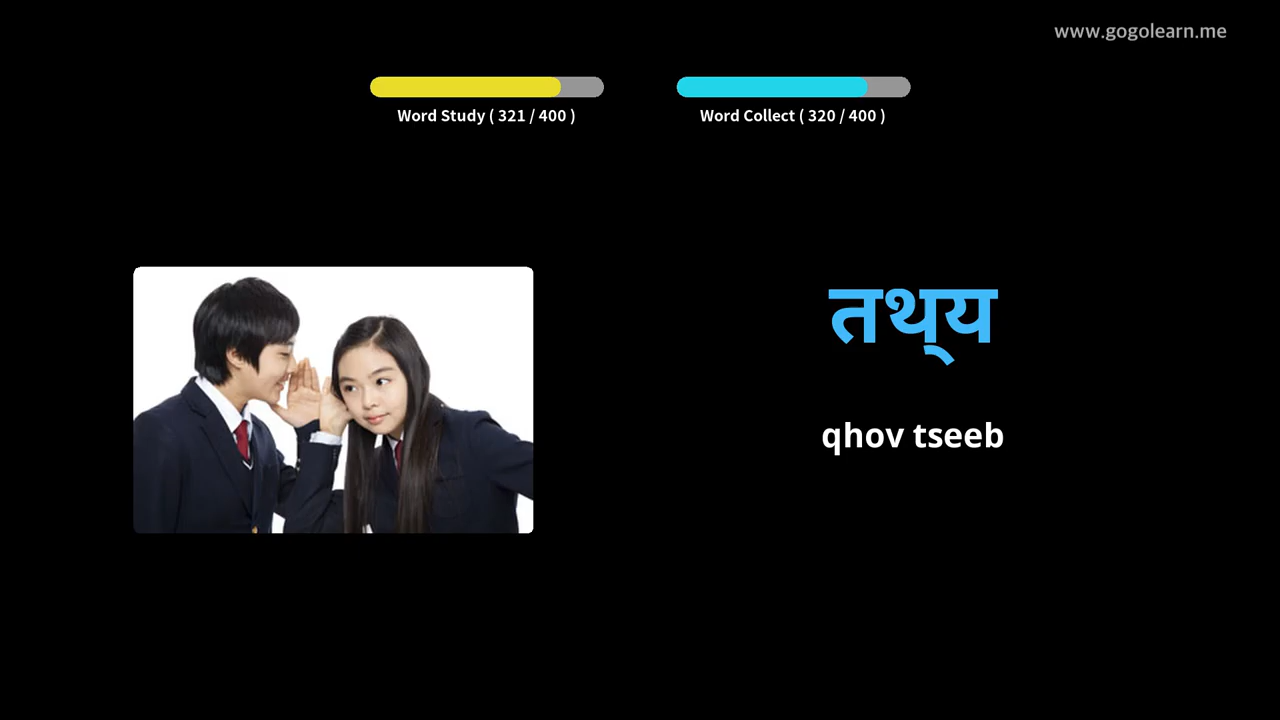 www.gogolearn.me
Word Study ( 321 / 400 )
Word Collect ( 320 / 400 )
तथ्‌य
qhov tseeb